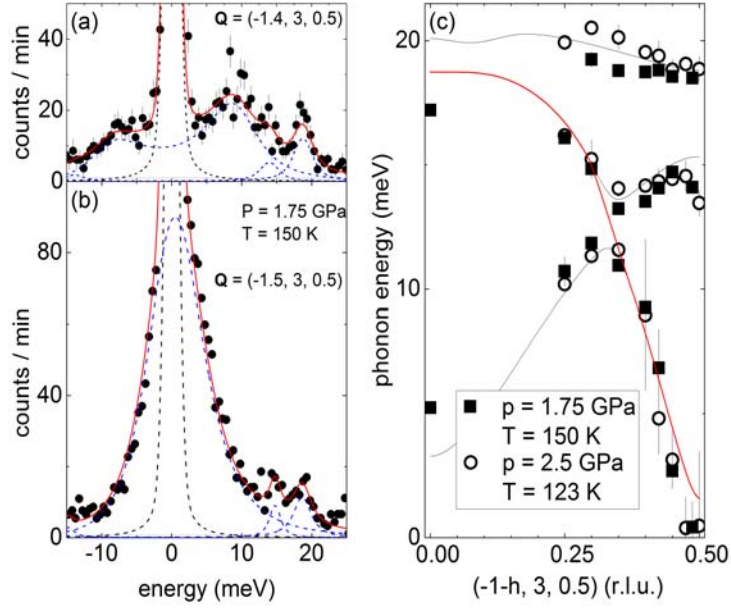 (a)
Q = (-1.4, 3, 0.5)
counts / min
40
20
0
(b)
P = 1.75 GPa
T = 150 K
Q = (-1.5, 3, 0.5)
counts / min
80
40
0
-10 0 10 20
energy (meV)
(c)
phonon energy (meV)
20
10
0
p = 1.75 GPa
T = 150 K
p = 2.5 GPa
T = 123 K
0.00 0.25 0.50
(-1-h, 3, 0.5) (r.l.u.)